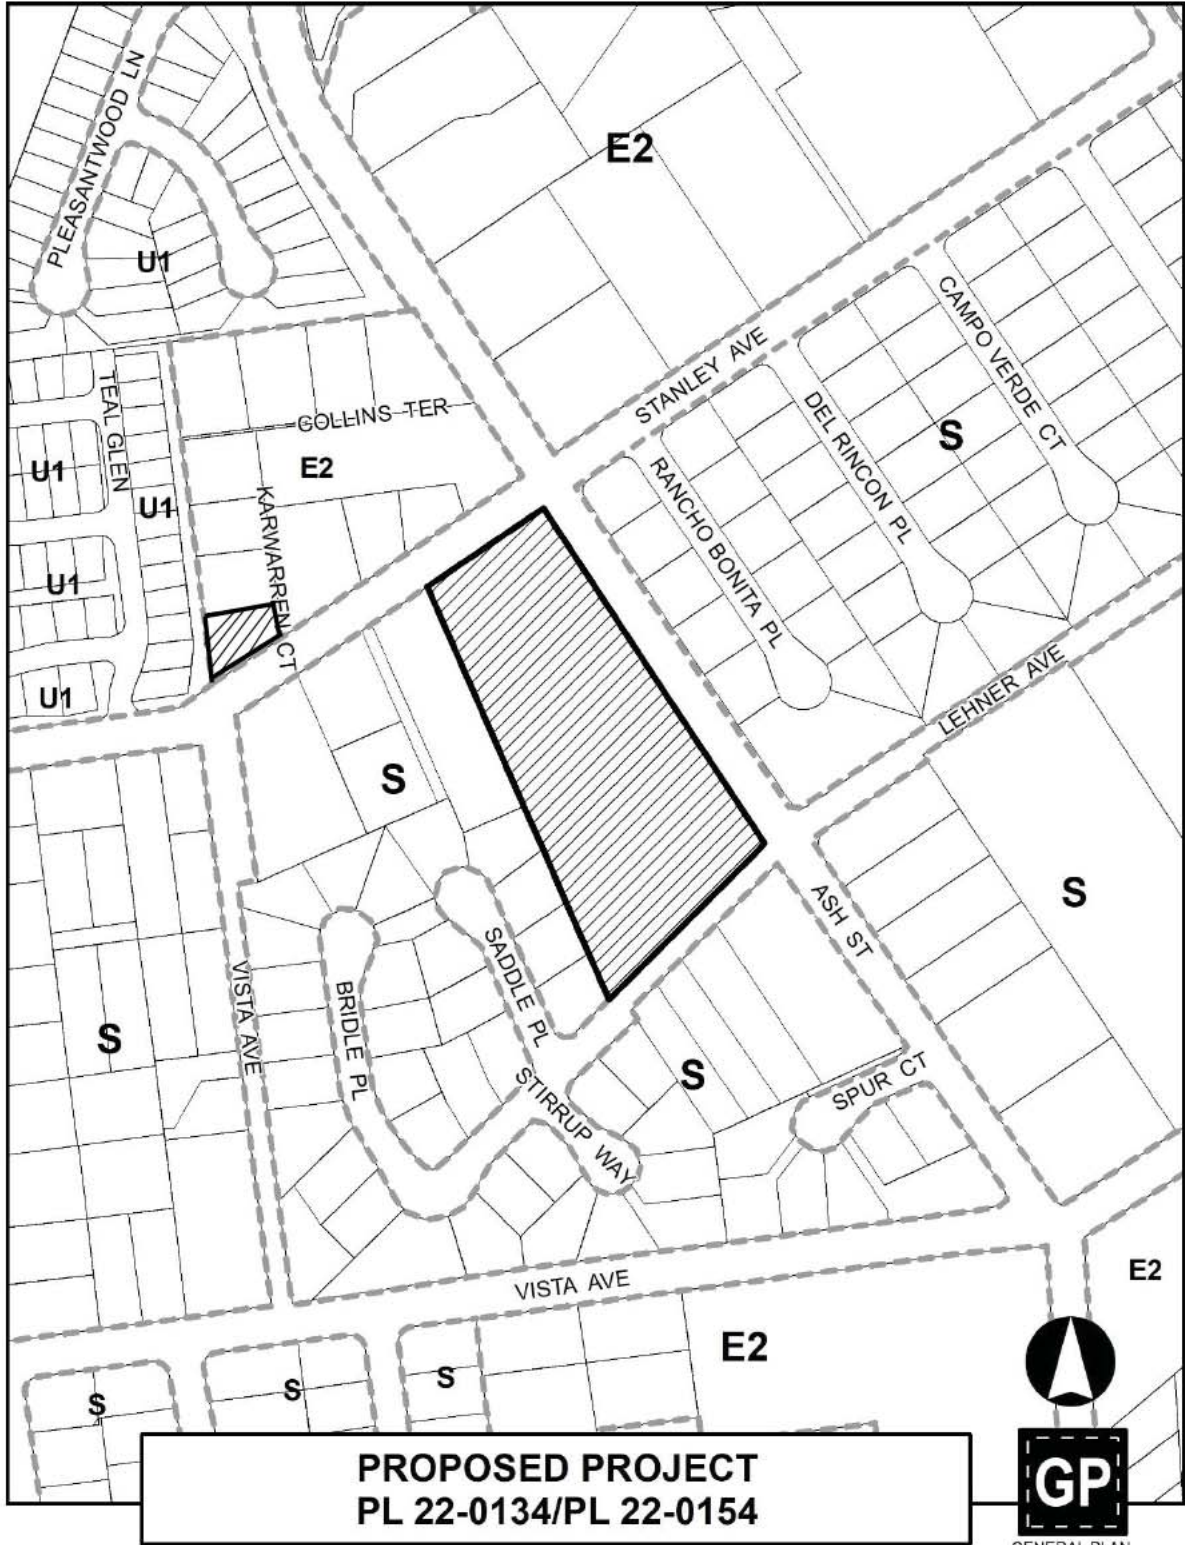 PLEASANTWOOD LN
E2
U1
STANLEY AVE
CAMPO VERDE CT
TEAL GLEN
COLLINS TER
DEL RINCON PL
S
RANCHO BONITA PL
U1
E2
U1
KARWARREN CT
U1
U1
LEHNER AVE
S
S
ASH ST
SADDLE PL
VISTA AVE
BRIDLE PL
S
STIRRUP WAY
S
SPUR CT
VISTA AVE
E2
E2
S
S
S
PROPOSED PROJECT
PL 22-0134/PL 22-0154
GP
GENERAL PLAN